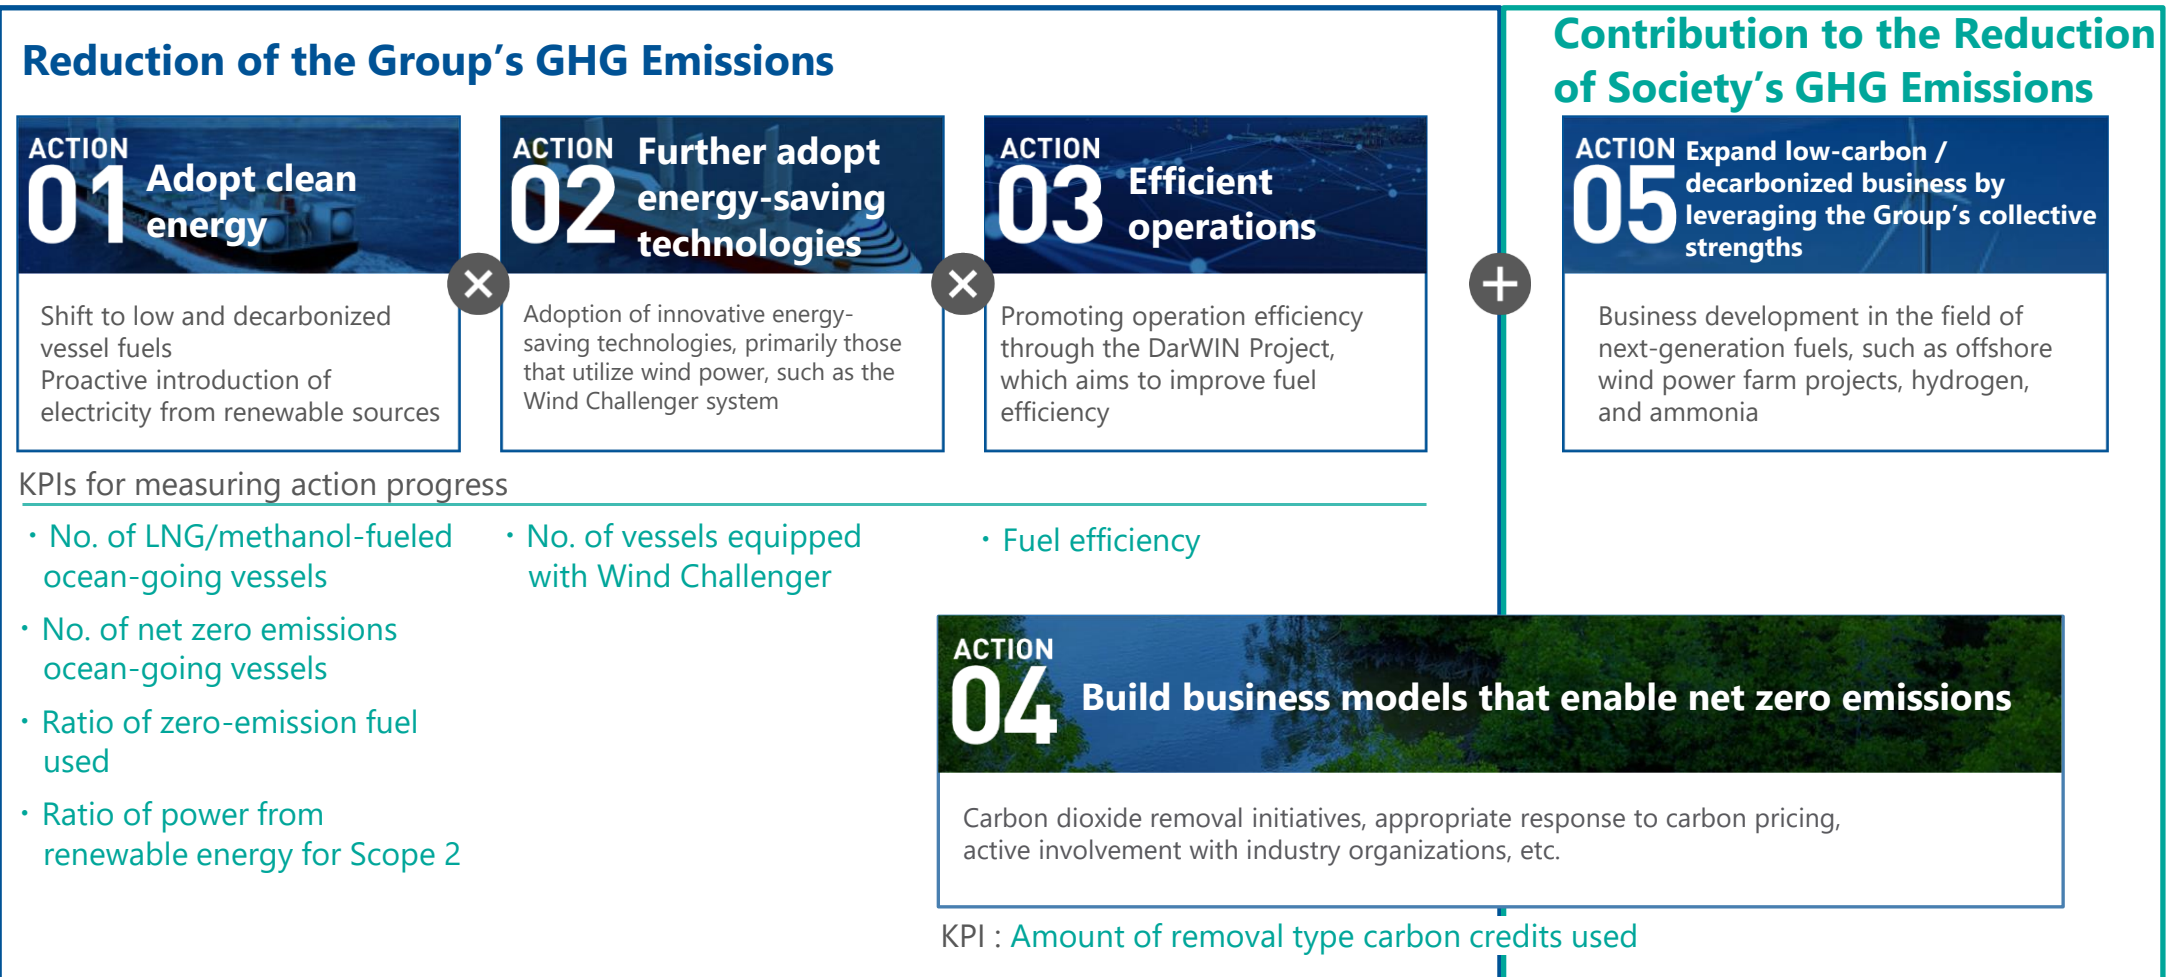 Reduction of the Group’s GHG Emissions
ACTION
01
Adopt clean
energy
Shift to low and decarbonized
vessel fuels
Proactive introduction of
electricity from renewable sources
×
ACTION
02
Further adopt
energy-saving
technologies
Adoption of innovative energy-
saving technologies, primarily those
that utilize wind power, such as the
Wind Challenger system
×
ACTION
03
Efficient
operations
Promoting operation efficiency
through the DarWIN Project,
which aims to improve fuel
efficiency
+
Contribution to the Reduction
of Society’s GHG Emissions
ACTION
05
Expand low-carbon /
decarbonized business by
leveraging the Group’s collective
strengths
Business development in the field of
next-generation fuels, such as offshore
wind power farm projects, hydrogen,
and ammonia
KPIs for measuring action progress
・No. of LNG/methanol-fueled
ocean-going vessels
・No. of net zero emissions
ocean-going vessels
・Ratio of zero-emission fuel
used
・Ratio of power from
renewable energy for Scope 2
・No. of vessels equipped
with Wind Challenger
・Fuel efficiency
ACTION
04
Build business models that enable net zero emissions
Carbon dioxide removal initiatives, appropriate response to carbon pricing,
active involvement with industry organizations, etc.
KPI : Amount of removal type carbon credits used